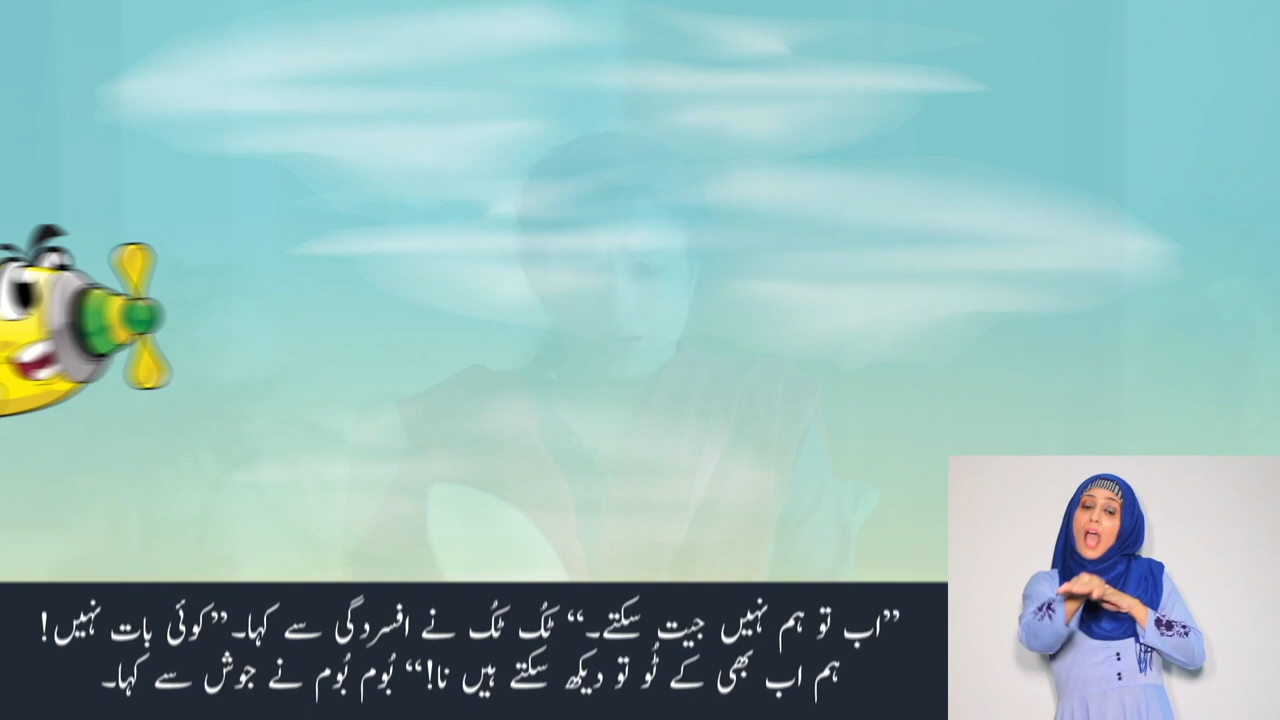 ”اب تو ہم نہیں جیت سکتے۔“ ٹُک ٹُک نے افسردگی سے کہا۔”کوئی بات نہیں!
ہم اب بھی کے ٹُو تو دیکھ سکتے ہیں نا!“ بُوم بُوم نے جوش سے کہا۔